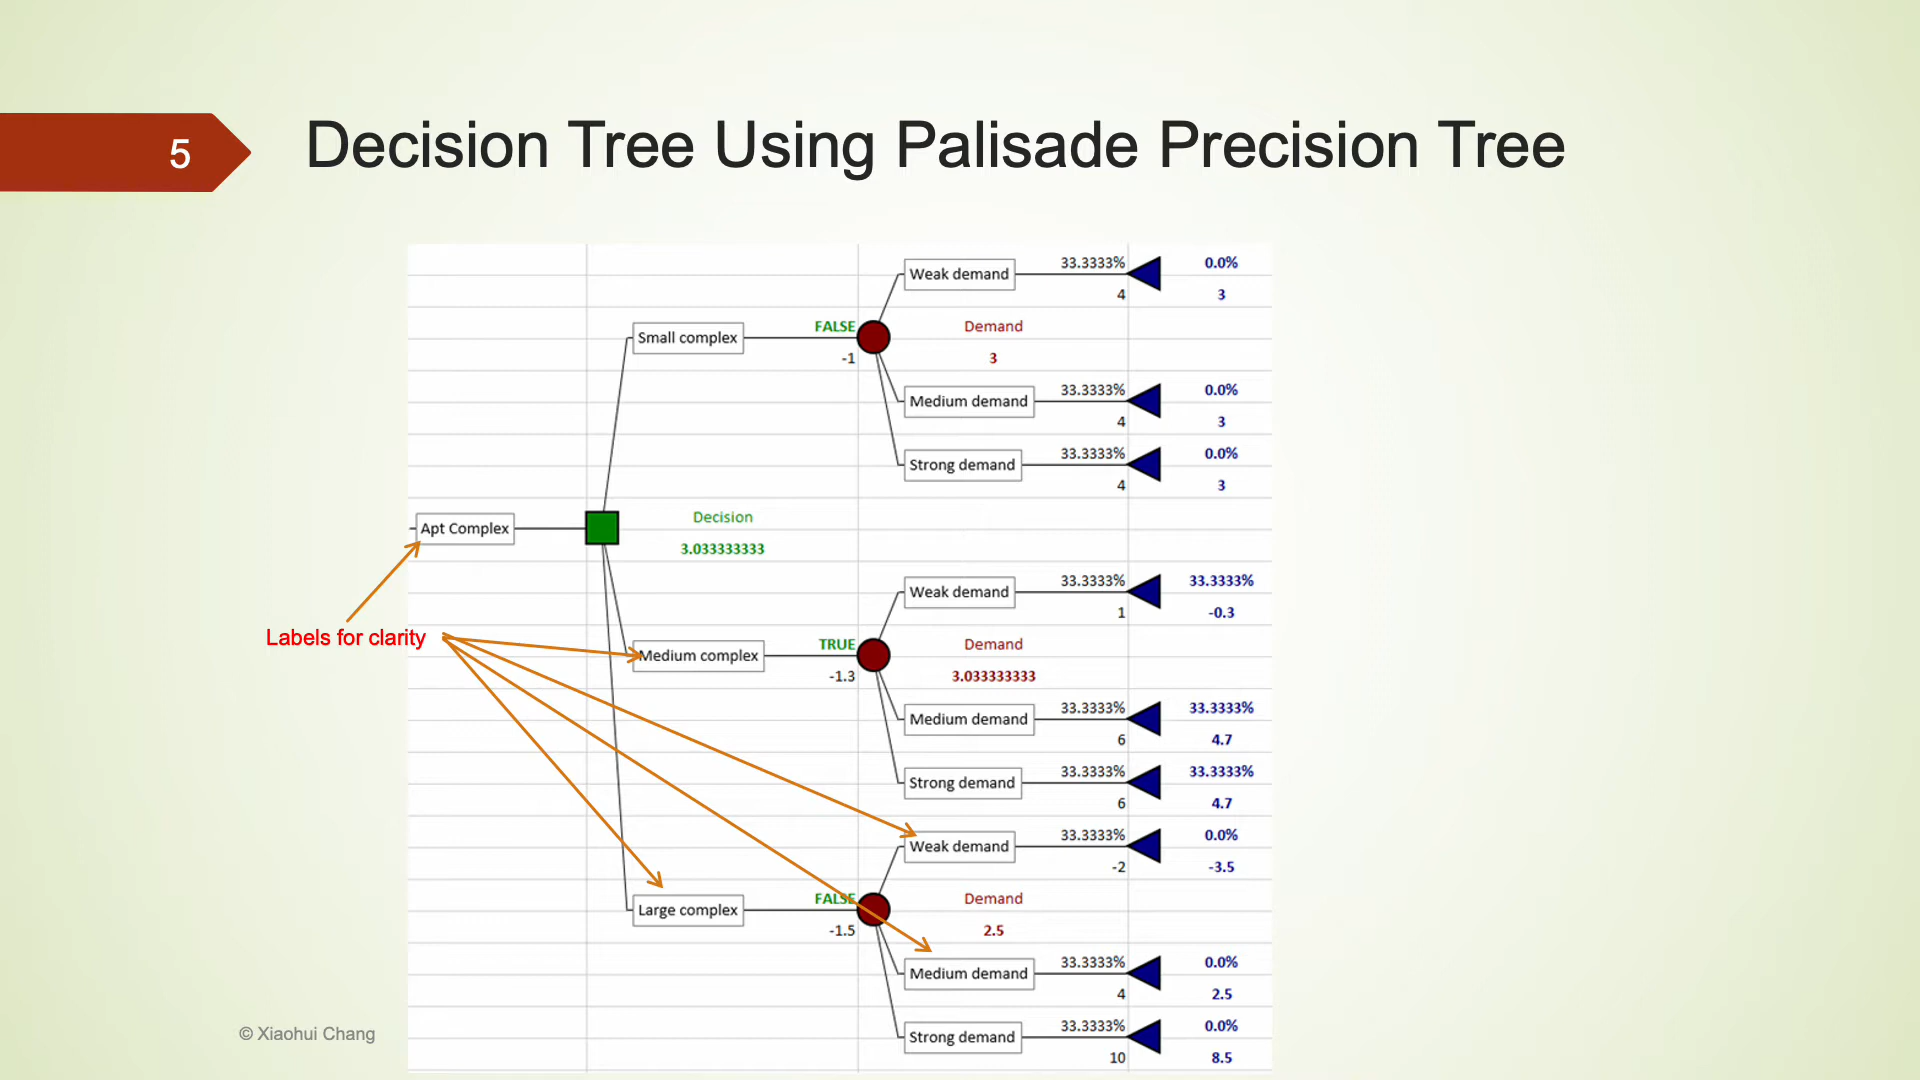 5
Decision Tree Using Palisade Precision Tree
33.3333% 0.0%
Weak demand
4 3
FALSE Demand
Small complex
-1 3
33.3333% 0.0%
Medium demand
4 3
33.3333% 0.0%
Strong demand
4 3
Decision
Apt Complex
3.033333333
33.3333% 33.3333%
Weak demand
1 -0.3
Labels for clarity
TRUE Demand
Medium complex
-1.3 3.033333333
33.3333% 33.3333%
Medium demand
6 4.7
33.3333% 33.3333%
Strong demand
6 4.7
33.3333% 0.0%
Weak demand
-2 -3.5
FALSE Demand
Large complex
-1.5 2.5
33.3333% 0.0%
Medium demand
4 2.5
33.3333% 0.0%
Strong demand
10 8.5
© Xiaohui Chang